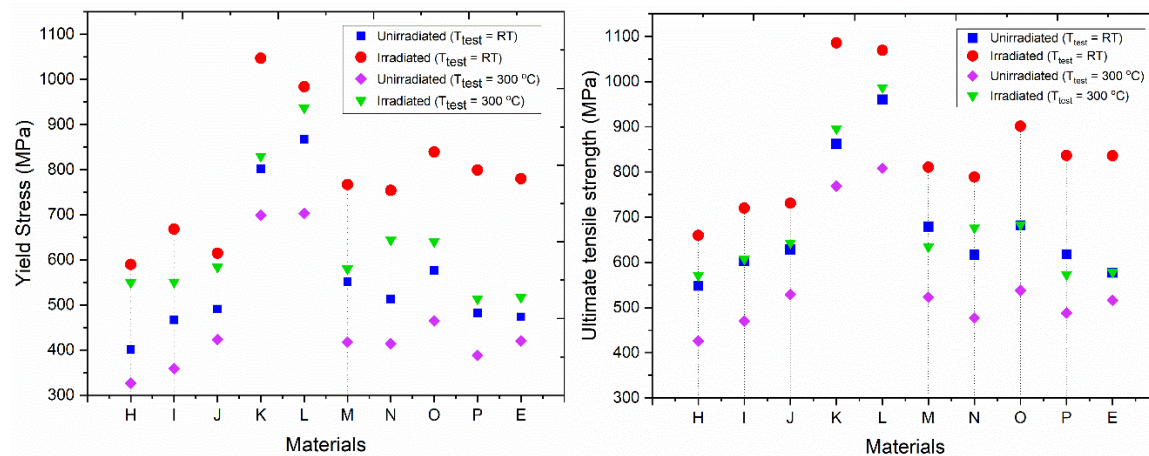 1100
1000
900
800
700
600
500
400
300
Yield Stress (MPa)
Unirradiated (Ttest = RT)
Irradiated (Ttest = RT)
Unirradiated (Ttest = 300 °C)
Irradiated (Ttest = 300 °C)
H I J K L M N O P E
Materials
1100
1000
900
800
700
600
500
400
300
Ultimate tensile strength (MPa)
Unirradiated (Ttest = RT)
Irradiated (Ttest = RT)
Unirradiated (Ttest = 300 °C)
Irradiated (Ttest = 300 °C)
H I J K L M N O P E
Materials